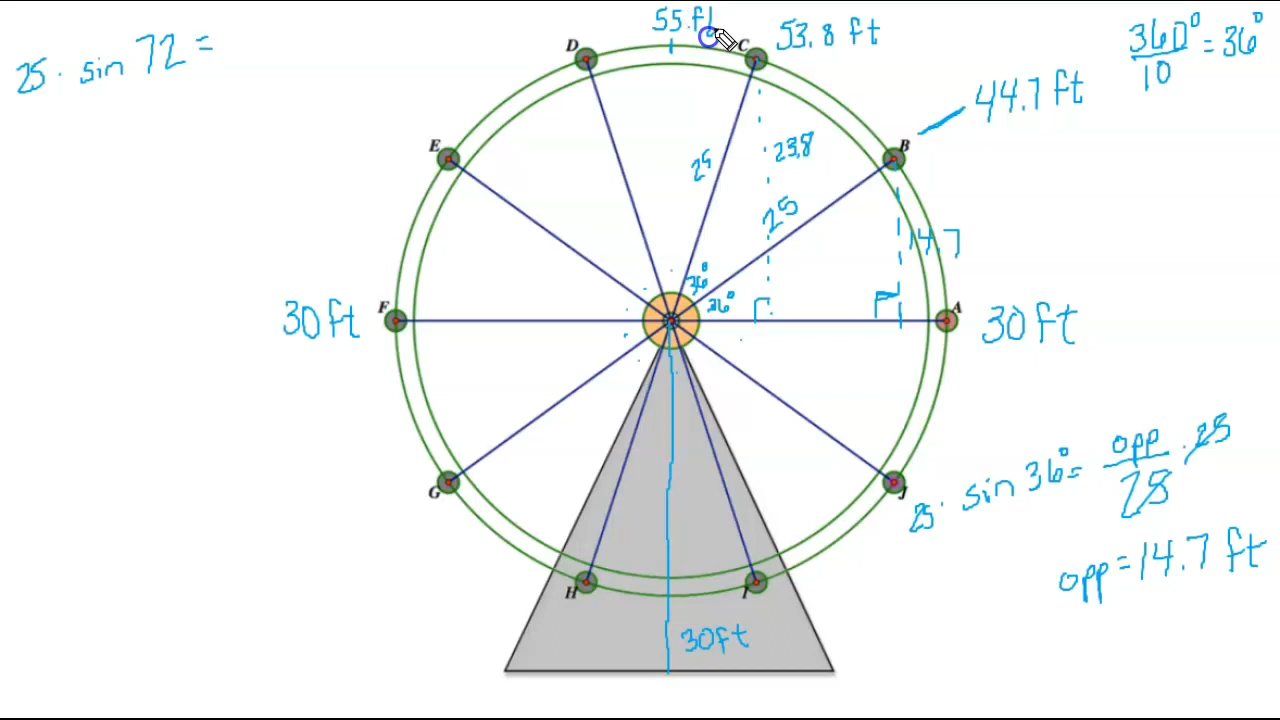 55.ft
25 · sin 72 =
D
C
53.8 ft
360° / 10 = 36°
44.7 ft
E
B
25
23.8
25
14.7
36°
36°
F
A
30 ft
30 ft
25 · sin 36° = opp / 25 · 25
G
J
opp = 14.7 ft
H
I
30 ft